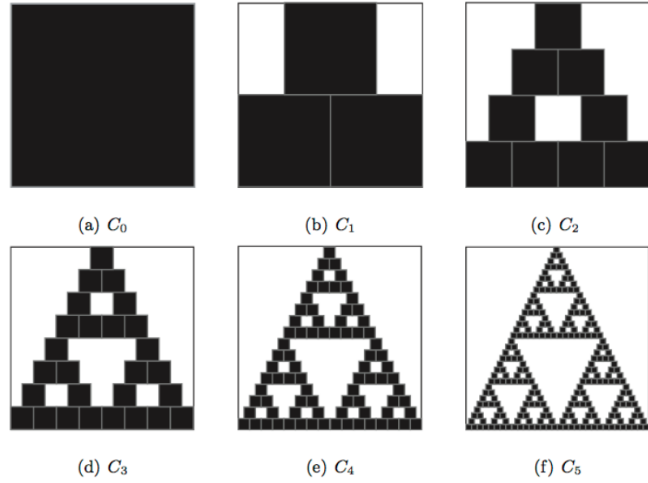 (a) C₀
(b) C₁
(c) C₂
(d) C₃
(e) C₄
(f) C₅